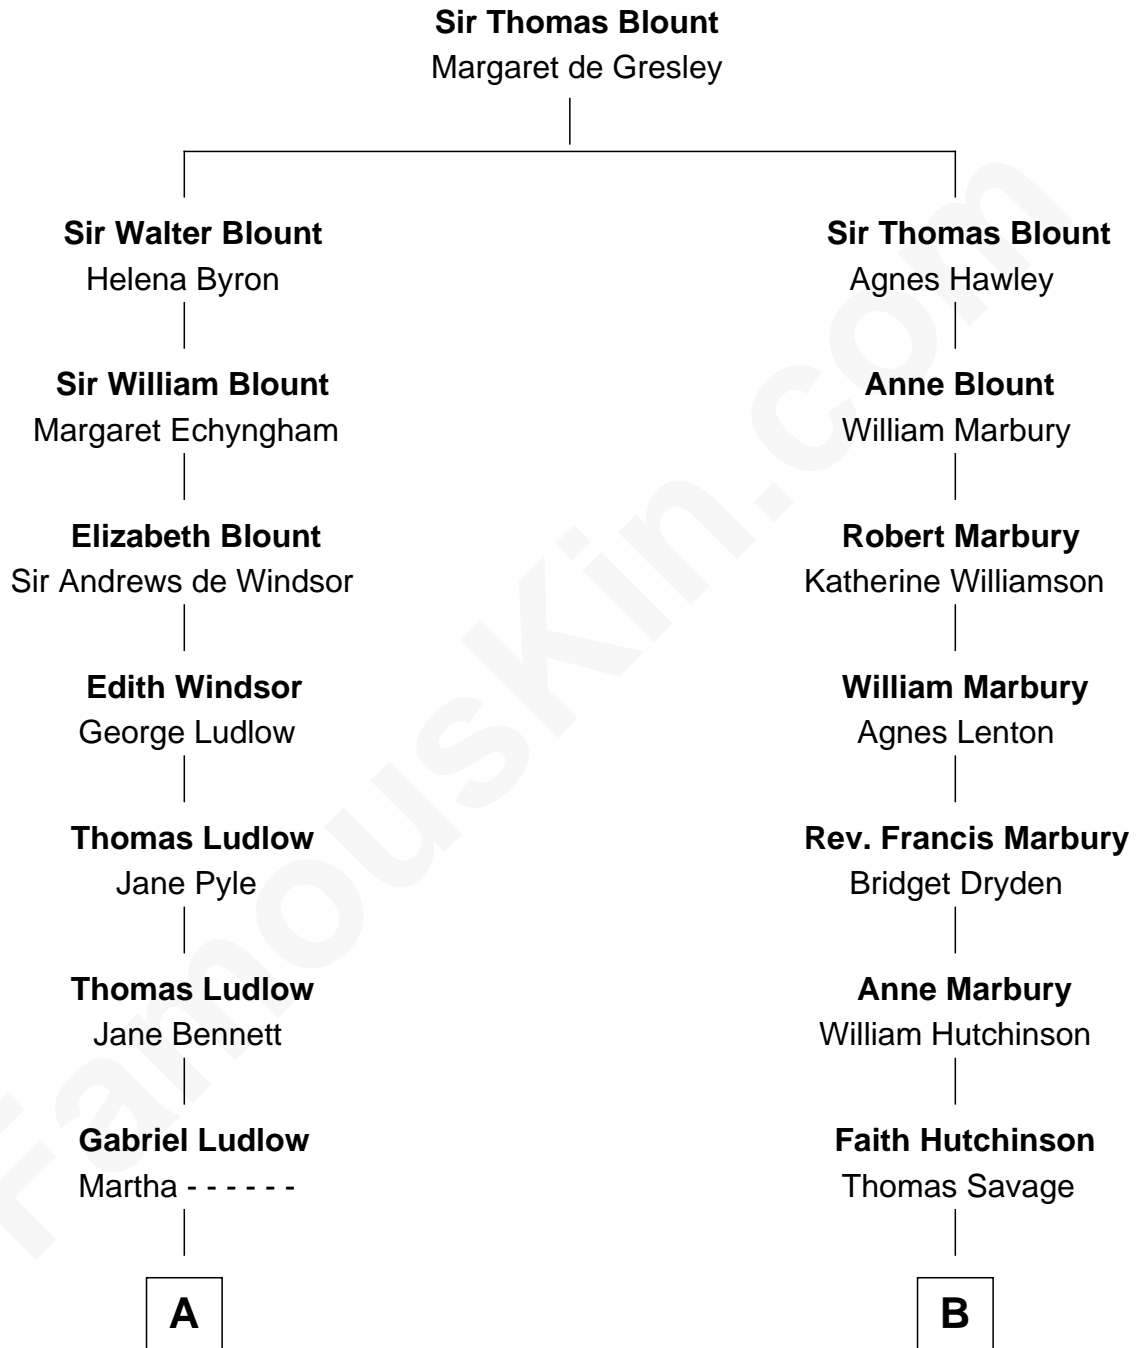 Sir Thomas Blount
Margaret de Gresley
Sir Walter Blount
Helena Byron
Sir William Blount
Margaret Echyngham
Elizabeth Blount
Sir Andrews de Windsor
Edith Windsor
George Ludlow
Thomas Ludlow
Jane Pyle
Thomas Ludlow
Jane Bennett
Gabriel Ludlow
Martha - - - - - -
A
Sir Thomas Blount
Agnes Hawley
Anne Blount
William Marbury
Robert Marbury
Katherine Williamson
William Marbury
Agnes Lenton
Rev. Francis Marbury
Bridget Dryden
Anne Marbury
William Hutchinson
Faith Hutchinson
Thomas Savage
B
FamousKin.com